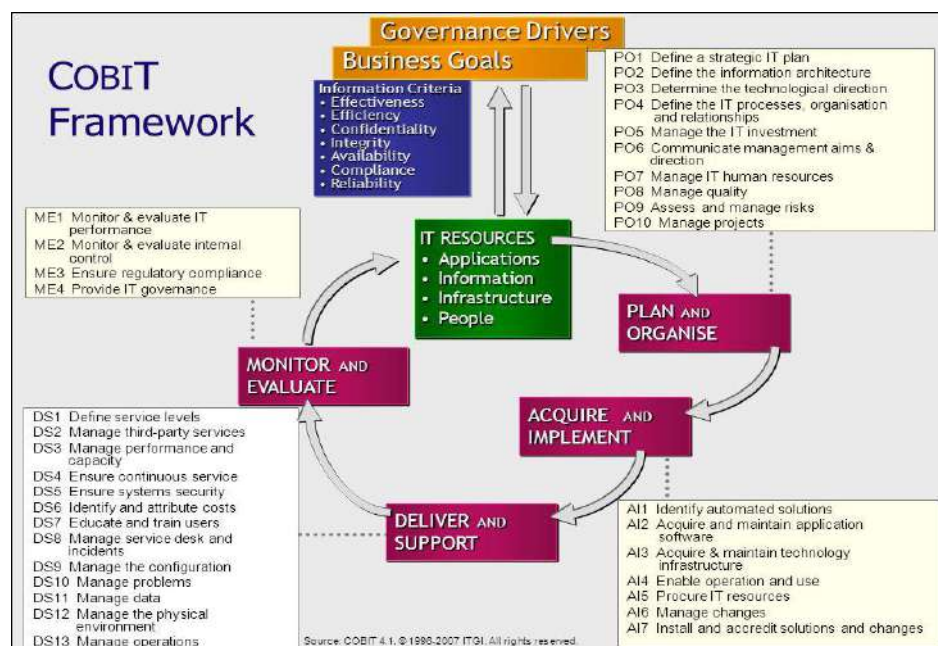 COBIT
Framework
Governance Drivers
Business Goals
Information Criteria
• Effectiveness
• Efficiency
• Confidentiality
• Integrity
• Availability
• Compliance
• Reliability
PO1 Define a strategic IT plan
PO2 Define the information architecture
PO3 Determine the technological direction
PO4 Define the IT processes, organisation
and relationships
PO5 Manage the IT investment
PO6 Communicate management aims &
direction
PO7 Manage IT human resources
PO8 Manage quality
PO9 Assess and manage risks
PO10 Manage projects
ME1 Monitor & evaluate IT
performance
ME2 Monitor & evaluate internal
control
ME3 Ensure regulatory compliance
ME4 Provide IT governance
IT RESOURCES
• Applications
• Information
• Infrastructure
• People
PLAN AND
ORGANISE
MONITOR AND
EVALUATE
ACQUIRE AND
IMPLEMENT
DELIVER AND
SUPPORT
DS1 Define service levels
DS2 Manage third-party services
DS3 Manage performance and
capacity
DS4 Ensure continuous service
DS5 Ensure systems security
DS6 Identify and attribute costs
DS7 Educate and train users
DS8 Manage service desk and
incidents
DS9 Manage the configuration
DS10 Manage problems
DS11 Manage data
DS12 Manage the physical
environment
DS13 Manage operations
AI1 Identify automated solutions
AI2 Acquire and maintain application
software
AI3 Acquire & maintain technology
infrastructure
AI4 Enable operation and use
AI5 Procure IT resources
AI6 Manage changes
AI7 Install and accredit solutions and changes
Source: COBIT 4.1. © 1996-2007 ITGI. All rights reserved.